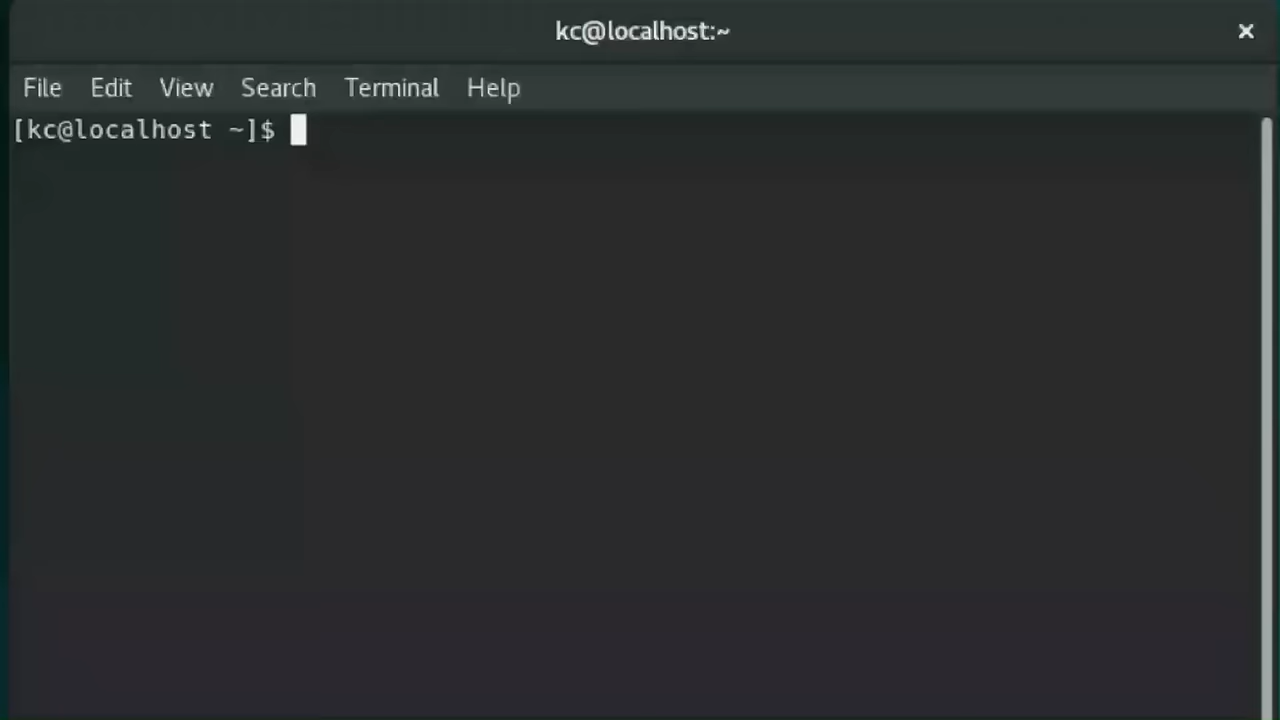 kc@localhost:~ ×
File Edit View Search Terminal Help
[kc@localhost ~]$